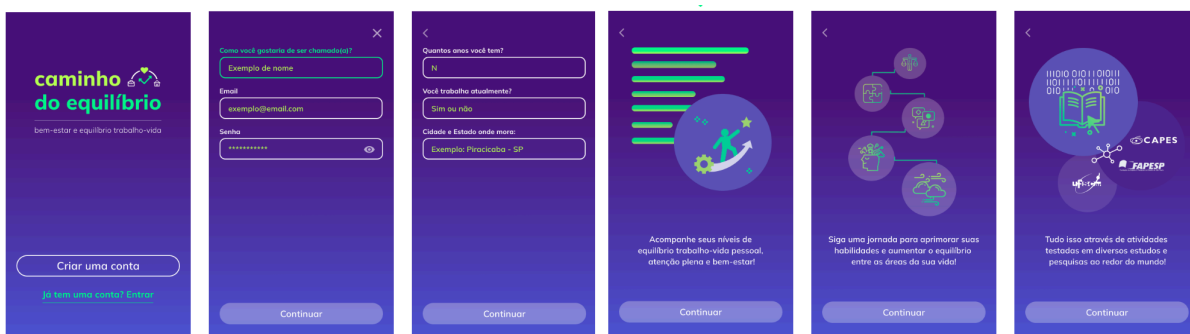 caminho
do equilíbrio
bem-estar e equilíbrio trabalho-vida
Criar uma conta
Já tem uma conta? Entrar
Como você gostaria de ser chamado(a)?
Exemplo de nome
Email
exemplo@email.com
Senha
***********
Continuar
Quantos anos você tem?
N
Você trabalha atualmente?
Sim ou não
Cidade e Estado onde mora:
Exemplo: Piracicaba - SP
Continuar
Acompanhe seus níveis de
equilíbrio trabalho-vida pessoal,
atenção plena e bem-estar!
Continuar
Siga uma jornada para aprimorar suas
habilidades e aumentar o equilíbrio
entre as áreas da sua vida!
Continuar
CAPES
FAPESP
Tudo isso através de atividades
testadas em diversos estudos e
pesquisas ao redor do mundo!
Continuar